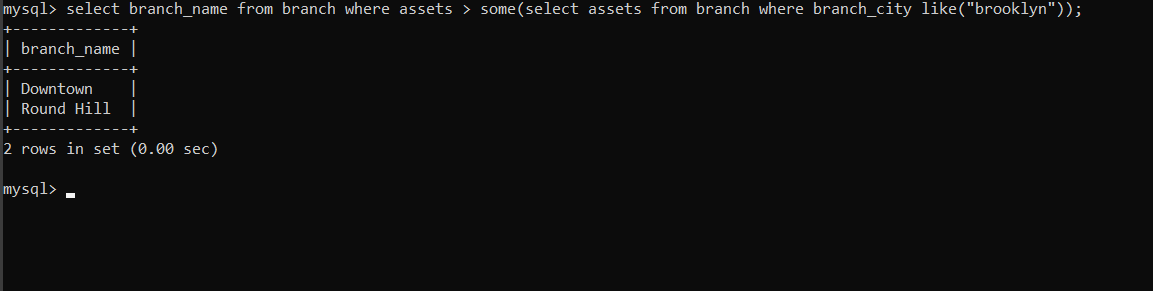 mysql> select branch_name from branch where assets > some(select assets from branch where branch_city like("brooklyn"));
+-------------+
| branch_name |
+-------------+
| Downtown    |
| Round Hill  |
+-------------+
2 rows in set (0.00 sec)
mysql>